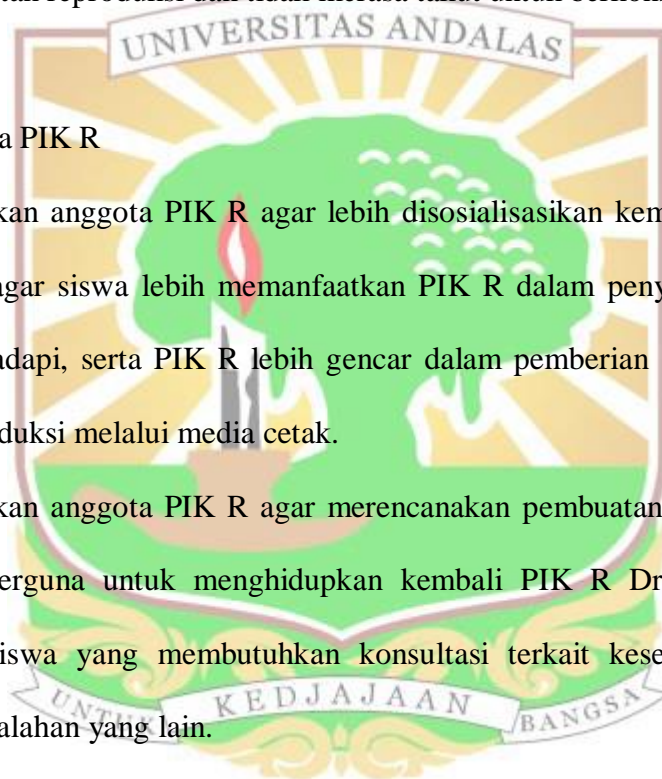 reproduksi dan tidak merasa takut untuk
UNIVERSITAS ANDALAS
PIK R
kan anggota PIK R agar lebih disosialisasikan kem
agar siswa lebih memanfaatkan PIK R dalam peny
adapi, serta PIK R lebih gencar dalam pemberian
duksi melalui media cetak.
kan anggota PIK R agar merencanakan pembuatan
erguna untuk menghidupkan kembali PIK R Dr
iswa yang membutuhkan konsultasi terkait kese
UNTUK KEDJAJAAN BANGSA
alahan yang lain.